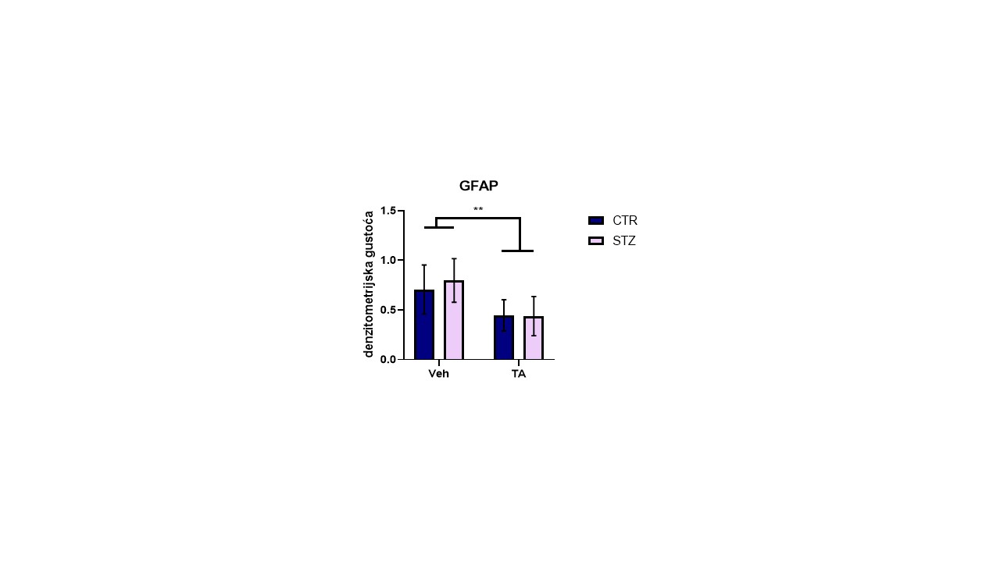 GFAP
**
1.5
1.0
0.5
0.0
denzitometrijska gustoća
Veh
TA
CTR
STZ